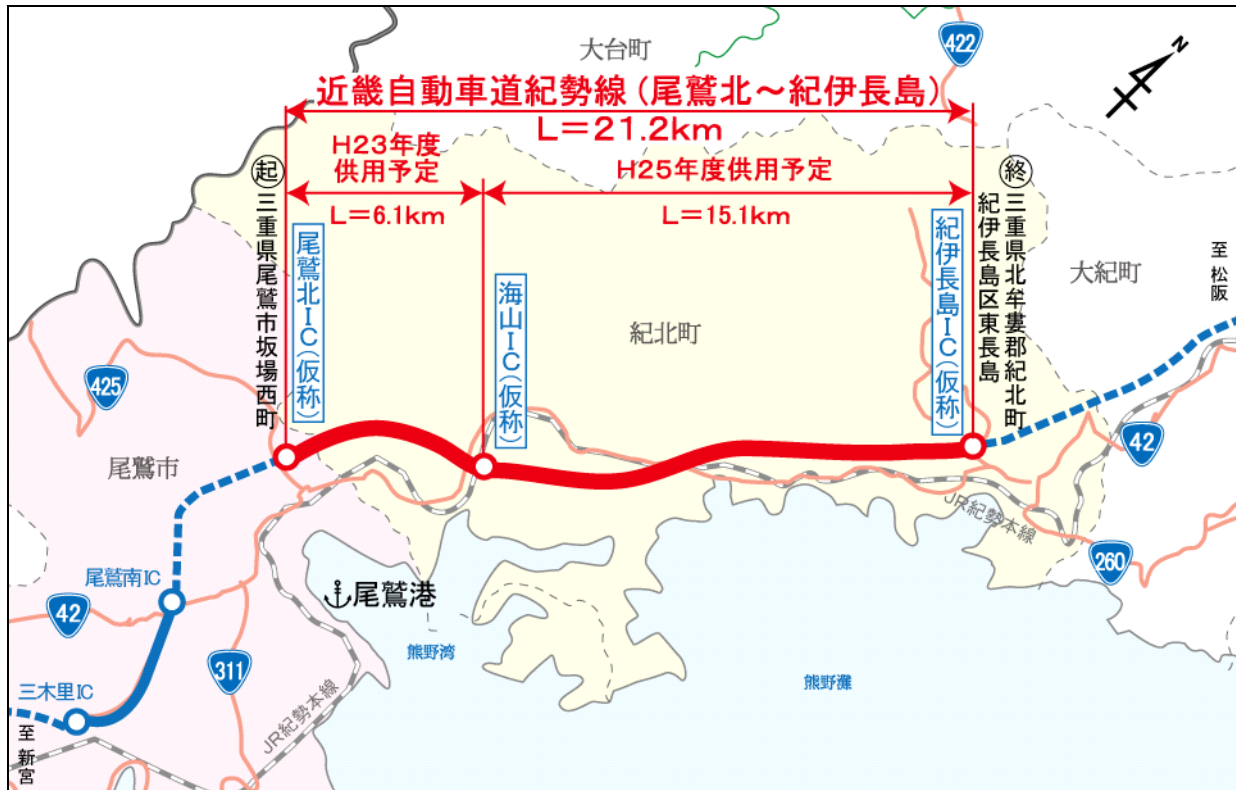 大台町
422
N
近畿自動車道紀勢線(尾鷲北～紀伊長島)
L=21.2km
H23年度
供用予定
H25年度供用予定
L=6.1km
L=15.1km
起
三重県尾鷲市坂場西町
尾鷲北IC(仮称)
海山IC(仮称)
紀北町
紀伊長島IC(仮称)
終
三重県北牟婁郡紀北町
紀伊長島区東長島
大紀町
至 松阪
425
尾鷲市
42
JR紀勢本線
260
尾鷲南IC
尾鷲港
42
熊野湾
311
熊野灘
三木里IC
JR紀勢本線
至 新宮